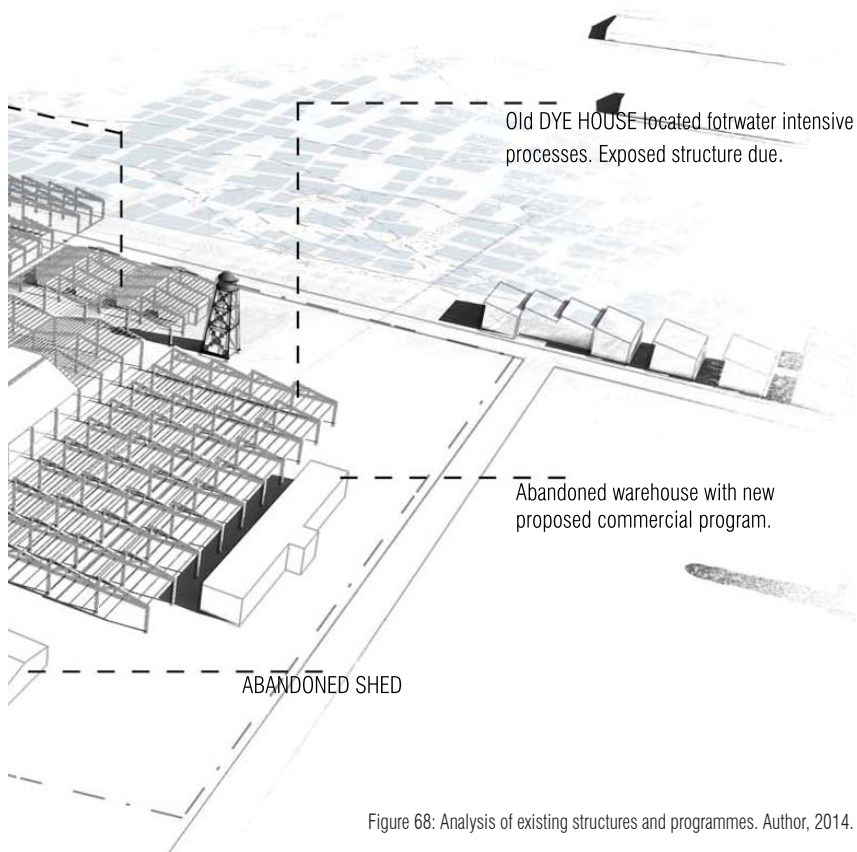 Old DYE HOUSE located fotrwater intensive
processes. Exposed structure due.
Abandoned warehouse with new
proposed commercial program.
ABANDONED SHED
Figure 68: Analysis of existing structures and programmes. Author, 2014.